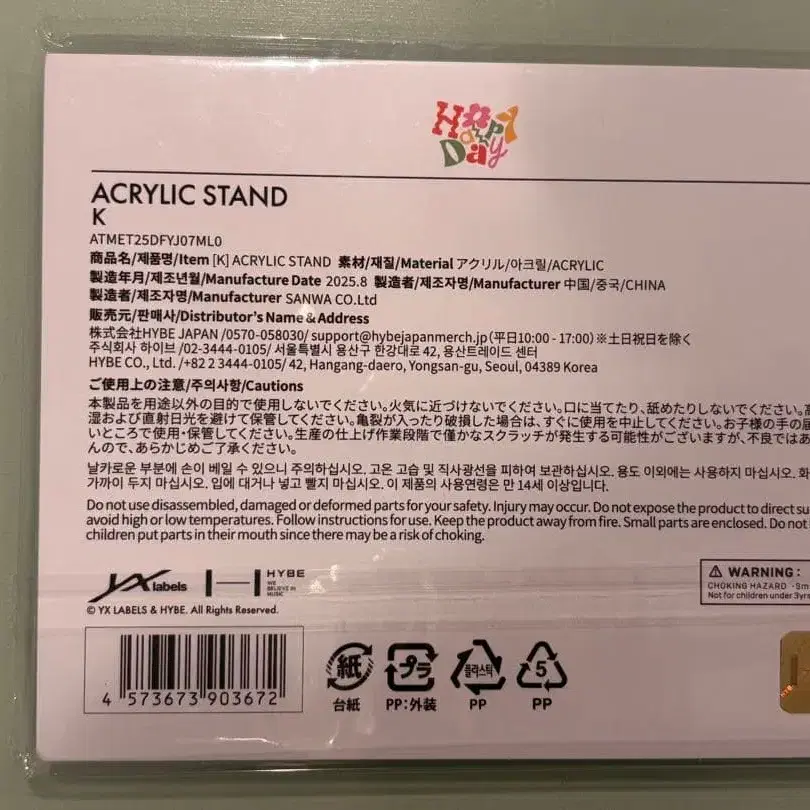 Happy
Day
ACRYLIC STAND
K
ATMET25DFYJ07ML0
商品名/제품명/Item [K] ACRYLIC STAND 素材/재질/Material アクリル/아크릴/ACRYLIC
製造年月/제조년월/Manufacture Date 2025.8 製造者/제조자명/Manufacturer 中国/중국/CHINA
製造者/제조자명/Manufacturer SANWA CO.Ltd
販売元/판매사/Distributor's Name & Address
株式会社HYBE JAPAN /0570-058030/ support@hybejapanmerch.jp(平日10:00 - 17:00)※土日祝日を除く
주식회사 하이브 /02-3444-0105/ 서울특별시 용산구 한강대로 42, 용산트레이드 센터
HYBE CO., Ltd. /+82 2 3444-0105/ 42, Hangang-daero, Yongsan-gu, Seoul, 04389 Korea
ご使用上の注意/주의사항/Cautions
本製品を用途以外の目的で使用しないでください。火気に近づけないでください。口に当てたり、舐めたりしないでください。高
湿および直射日光を避けて保管してください。亀裂が入ったり破損した場合は、すぐに使用を中止してください。お子様の手の届
いところで使用・保管してください。生産の仕上げ作業段階で僅かなスクラッチが発生する可能性がございますが、不良ではあ
んので、あらかじめご了承ください。
날카로운 부분에 손이 베일 수 있으니 주의하십시오. 고온 고습 및 직사광선을 피하여 보관하십시오. 용도 이외에는 사용하지 마십시오. 화
가까이 두지 마십시오. 입에 대거나 넣고 빨지 마십시오. 이 제품의 사용연령은 만 14세 이상입니다.
Do not use disassembled, damaged or deformed parts for your safety. Injury may occur. Do not expose the product to direct su
avoid high or low temperatures. Follow instructions for use. Keep the product away from fire. Small parts are enclosed. Do not
children put parts in their mouth since there may be a risk of choking.
YX labels HYBE
WE
BELIEVE IN
MUSIC
© YX LABELS & HYBE. All Rights Reserved.
⚠ WARNING :
CHOKING HAZARD -Sm
Not for children under 3yrs
4 573673 903672
紙 プラ 플라스틱 5
台紙 PP:外装 PP PP